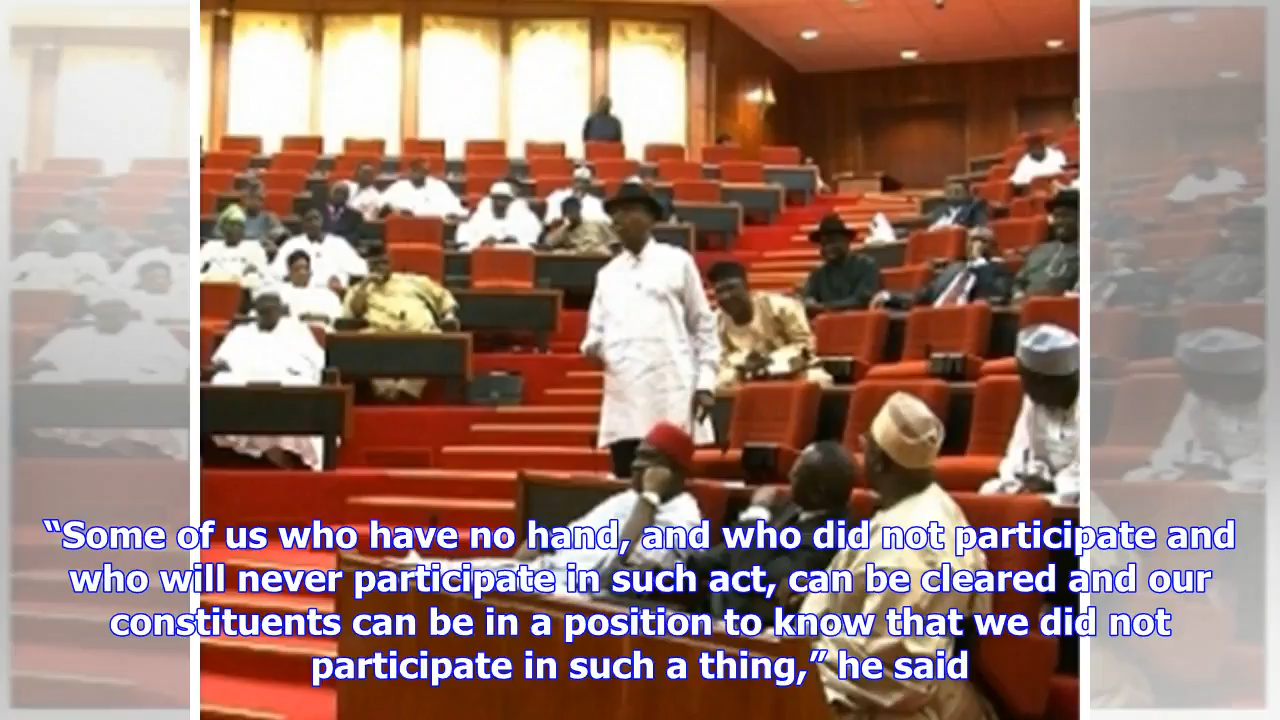 “Some of us who have no hand, and who did not participate and
who will never participate in such act, can be cleared and our
constituents can be in a position to know that we did not
participate in such a thing,” he said